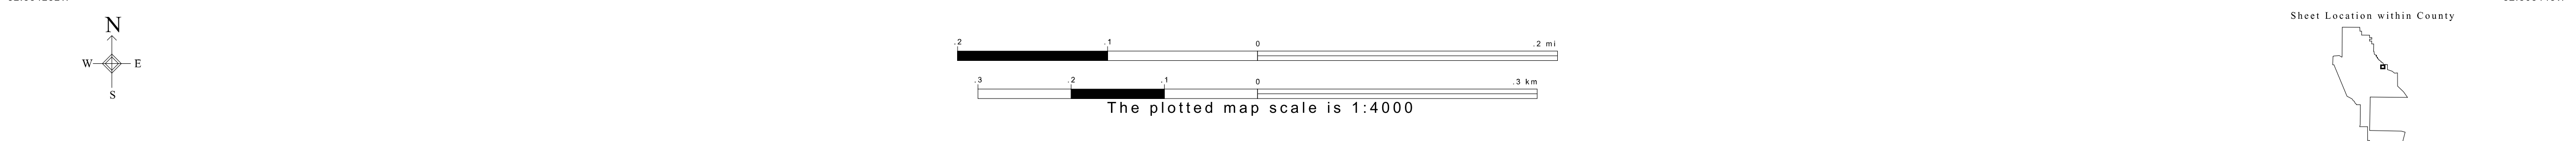 Sheet Location within County
N
W E
S
.2 .1 0 .2 mi
.3 .2 .1 0 .3 km
The plotted map scale is 1:4000